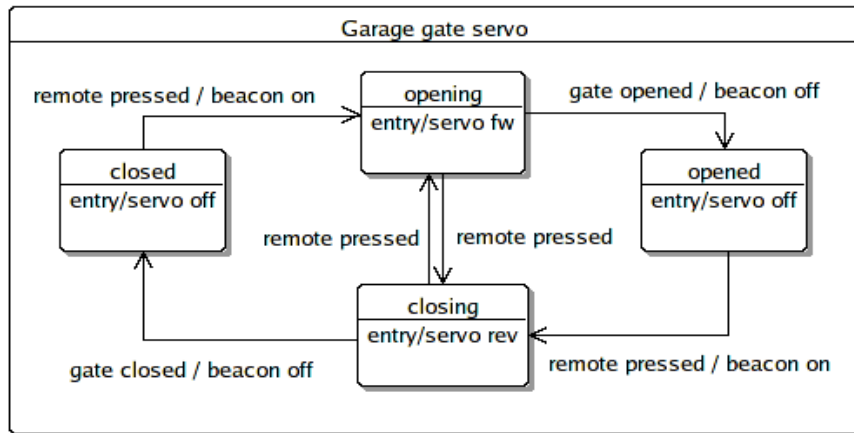 Garage gate servo
remote pressed / beacon on
opening
entry/servo fw
gate opened / beacon off
closed
entry/servo off
opened
entry/servo off
remote pressed
remote pressed
closing
entry/servo rev
gate closed / beacon off
remote pressed / beacon on